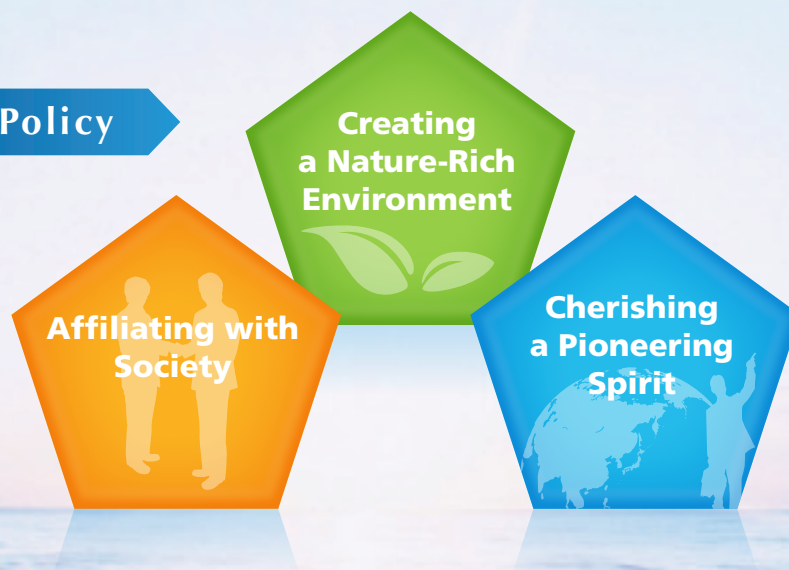 Policy
Creating
a Nature-Rich
Environment
Affiliating with
Society
Cherishing
a Pioneering
Spirit